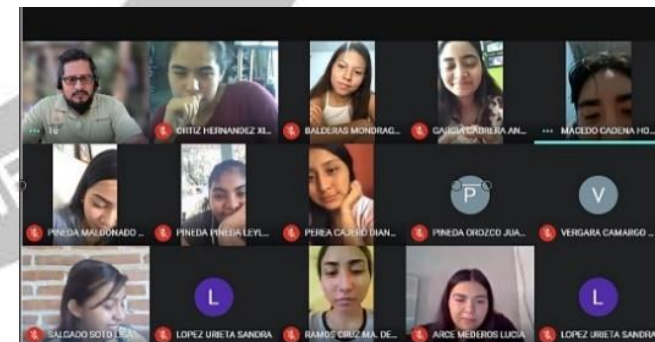 Tú
ORTIZ HERNANDEZ XI...
BALDERAS MONDRAG...
GARCIA CABRERA AN...
MACEDO CADENA HO...
PINEDA MALDONADO ...
PINEDA PINEDA LEYL...
PEREA CAJERO DIAN...
P
PINEDA OROZCO JUA...
V
VERGARA CAMARGO ...
SALGADO SOTO LISA...
L
LOPEZ URIETA SANDRA
RAMOS CRUZ MA. DE...
ARCE MEDEROS LUCIA
L
LOPEZ URIETA SANDRA